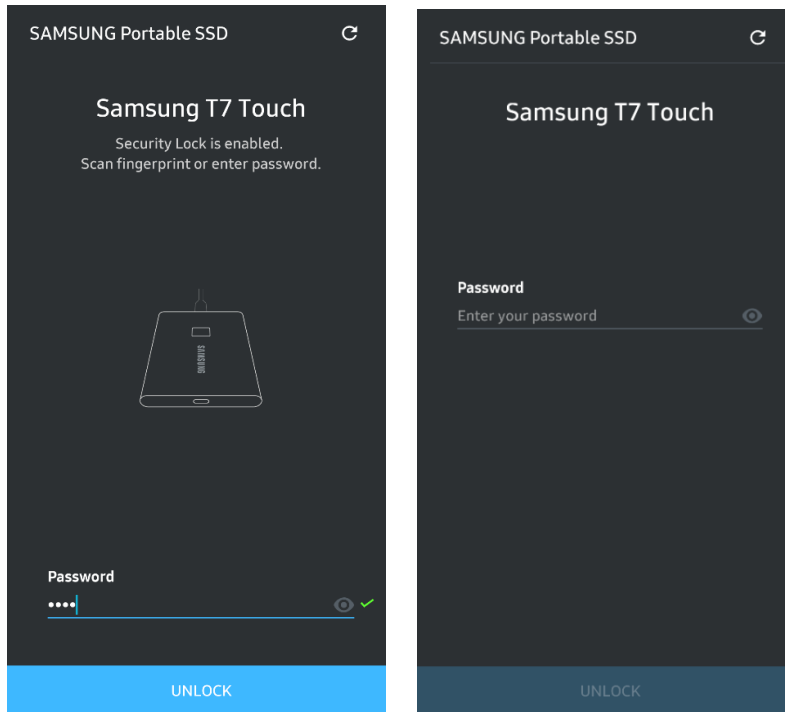 SAMSUNG Portable SSD
Samsung T7 Touch
Security Lock is enabled.
Scan fingerprint or enter password.
SAMSUNG
Password
••••
UNLOCK
SAMSUNG Portable SSD
Samsung T7 Touch
Password
Enter your password
UNLOCK